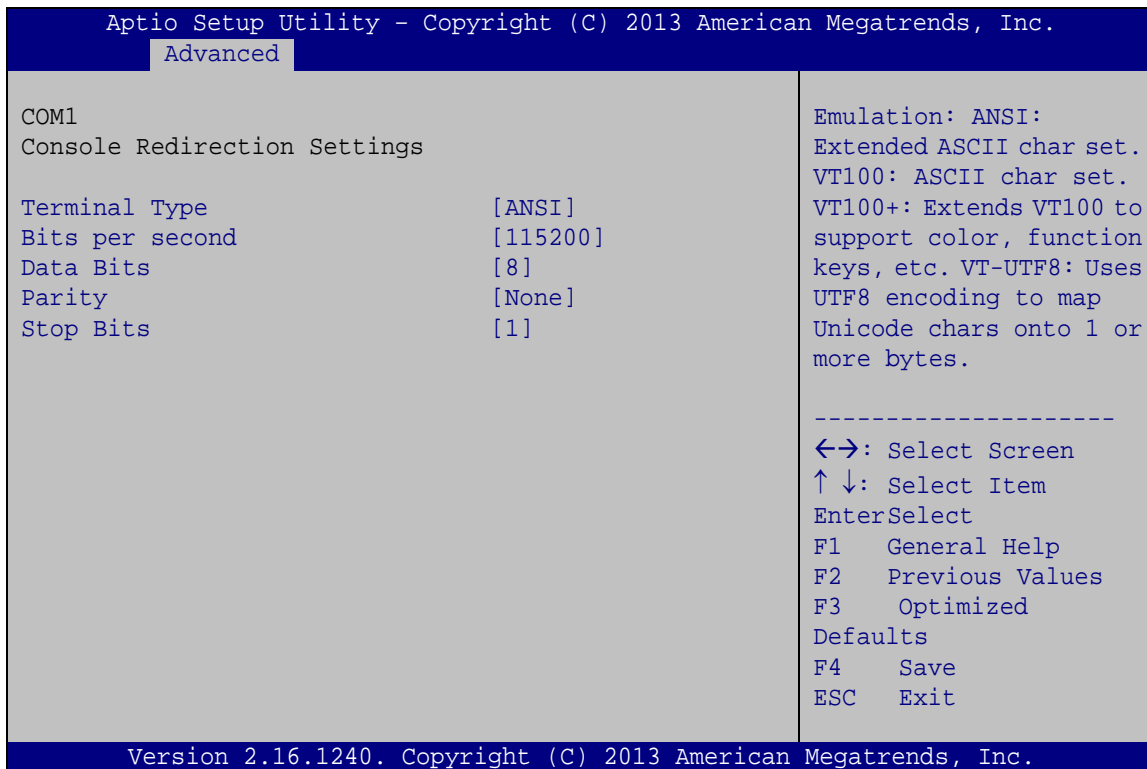 Aptio Setup Utility – Copyright (C) 2013 American Megatrends, Inc.
Advanced
COM1
Console Redirection Settings
Terminal Type [ANSI]
Bits per second [115200]
Data Bits [8]
Parity [None]
Stop Bits [1]
Emulation: ANSI:
Extended ASCII char set.
VT100: ASCII char set.
VT100+: Extends VT100 to
support color, function
keys, etc. VT-UTF8: Uses
UTF8 encoding to map
Unicode chars onto 1 or
more bytes.
---------------------
←→: Select Screen
↑ ↓: Select Item
EnterSelect
F1 General Help
F2 Previous Values
F3 Optimized
Defaults
F4 Save
ESC Exit
Version 2.16.1240. Copyright (C) 2013 American Megatrends, Inc.